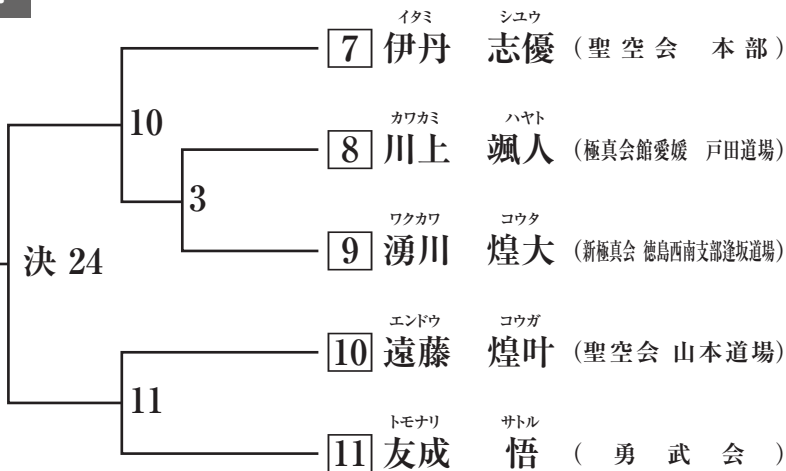 イタミ シユウ
7 伊丹 志優 (聖空会 本部)
10
カワカミ ハヤト
8 川上 颯人 (極真会館愛媛 戸田道場)
3
ワクカワ コウタ
9 湧川 煌大 (新極真会 徳島西南支部逢坂道場)
決 24
エンドウ コウガ
10 遠藤 煌叶 (聖空会 山本道場)
11
トモナリ サトル
11 友成 悟 (勇武会)